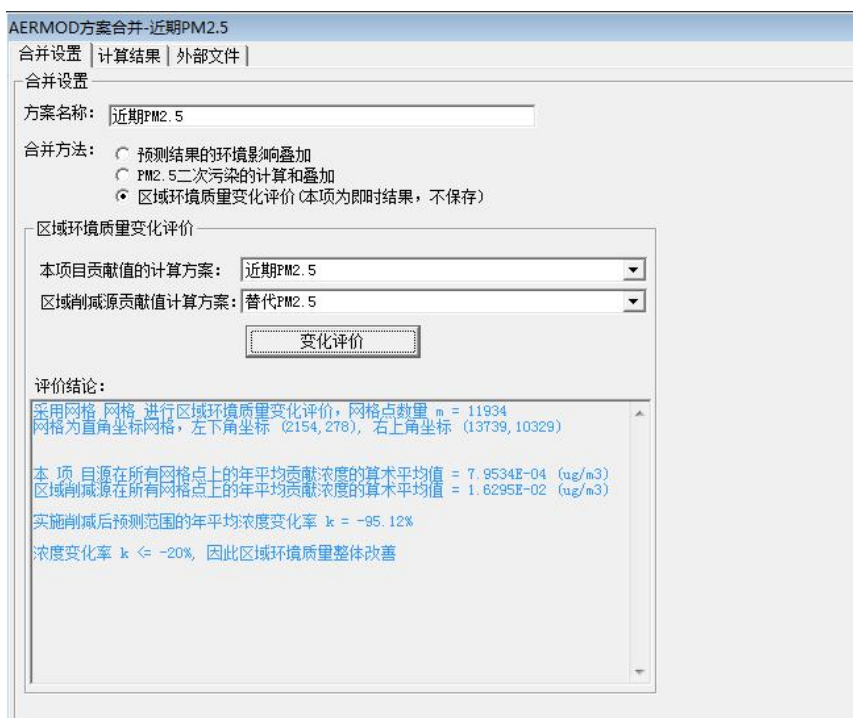 AERMOD方案合并-近期PM2.5
合并设置 计算结果 外部文件
合并设置
方案名称： 近期PM2.5
合并方法： 预测结果的环境影响叠加
PM2.5二次污染的计算和叠加
区域环境质量变化评价(本项为即时结果，不保存)
区域环境质量变化评价
本项目贡献值的计算方案： 近期PM2.5
区域削减源贡献值计算方案： 替代PM2.5
变化评价
评价结论：
采用网格 网格 进行区域环境质量变化评价，网格点数量 m = 11934
网格为直角坐标网格，左下角坐标 (2154,278), 右上角坐标 (13739,10329)
本 项 目源在所有网格点上的年平均贡献浓度的算术平均值 = 7.9534E-04 (ug/m3)
区域削减源在所有网格点上的年平均贡献浓度的算术平均值 = 1.6295E-02 (ug/m3)
实施削减后预测范围的年平均浓度变化率 k = -95.12%
浓度变化率 k <= -20%, 因此区域环境质量整体改善